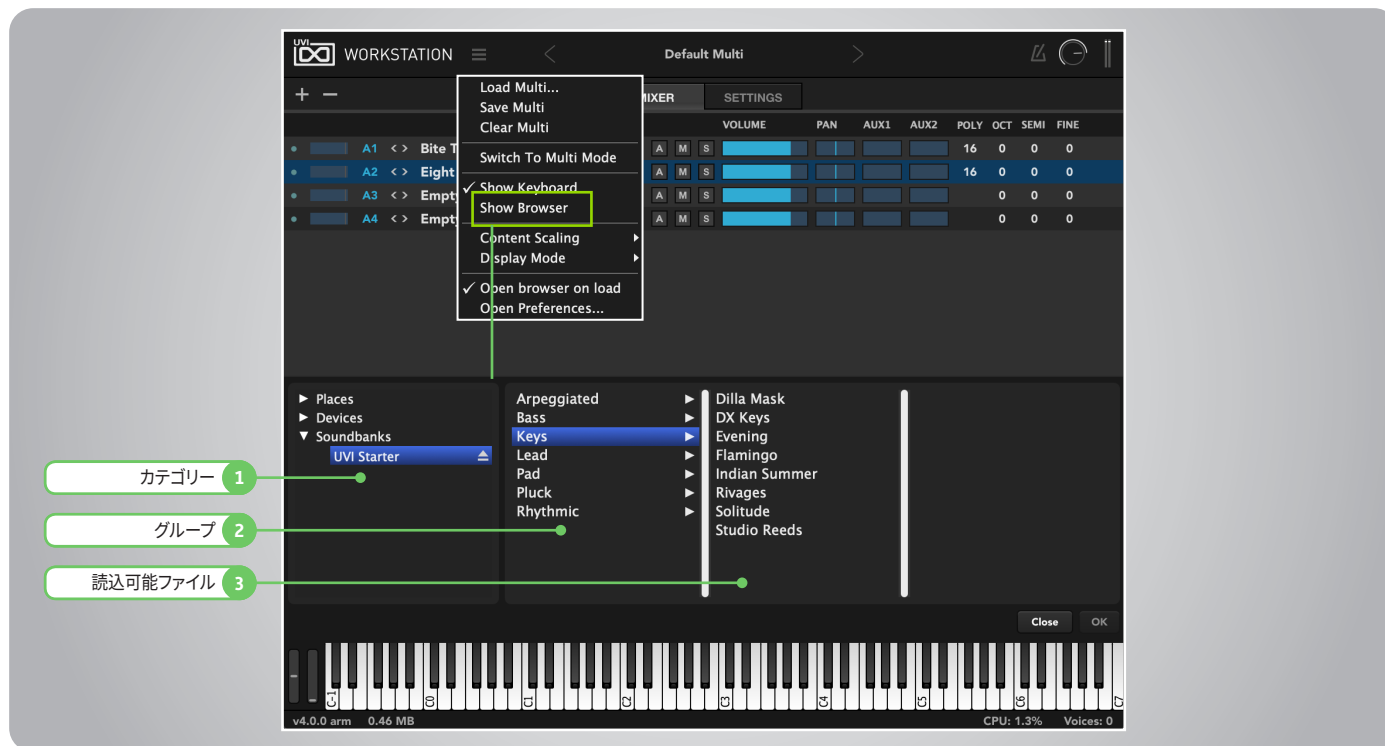 UVI WORKSTATION Default Multi
MIXER SETTINGS
VOLUME PAN AUX1 AUX2 POLY OCT SEMI FINE
A1 < > Bite T A M S 16 0 0 0
A2 < > Eight A M S 16 0 0 0
A3 < > Empt A M S 0 0 0
A4 < > Empt A M S 0 0 0
Load Multi...
Save Multi
Clear Multi
Switch To Multi Mode
✓ Show Keyboard
Show Browser
Content Scaling
Display Mode
✓ Open browser on load
Open Preferences...
Places
Devices
Soundbanks
UVI Starter
Arpeggiated
Bass
Keys
Lead
Pad
Pluck
Rhythmic
Dilla Mask
DX Keys
Evening
Flamingo
Indian Summer
Rivages
Solitude
Studio Reeds
カテゴリー 1
グループ 2
読込可能ファイル 3
Close OK
C-1 C0 C1 C2 C3 C4 C5 C6 C7
v4.0.0 arm 0.46 MB CPU: 1.3% Voices: 0